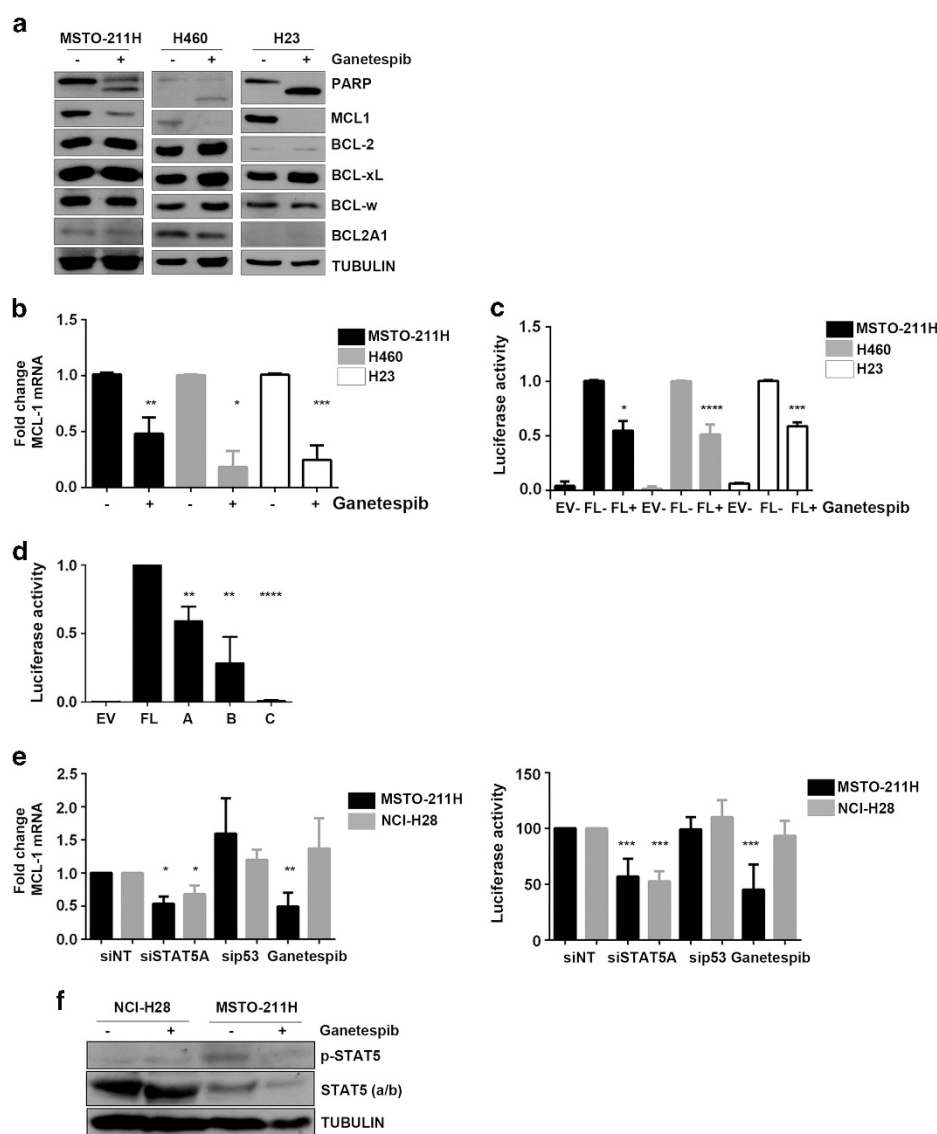 a
MSTO-211H H460 H23
- + - + - + Ganetespib
PARP
MCL1
BCL-2
BCL-xL
BCL-w
BCL2A1
TUBULIN
b
Fold change
MCL-1 mRNA
1.5
1.0
0.5
0.0
** * ***
- + - + - + Ganetespib
MSTO-211H
H460
H23
c
Luciferase activity
1.5
1.0
0.5
0.0
* **** ***
EV- FL- FL+ EV- FL- FL+ EV- FL- FL+ Ganetespib
MSTO-211H
H460
H23
d
Luciferase activity
1.0
0.5
0.0
** ** ****
EV FL A B C
e
Fold change
MCL-1 mRNA
2.5
2.0
1.5
1.0
0.5
0.0
* * **
siNT siSTAT5A sip53 Ganetespib
MSTO-211H
NCI-H28
Luciferase activity
150
100
50
0
*** *** ***
siNT siSTAT5A sip53 Ganetespib
MSTO-211H
NCI-H28
f
NCI-H28 MSTO-211H
- + - + Ganetespib
p-STAT5
STAT5 (a/b)
TUBULIN